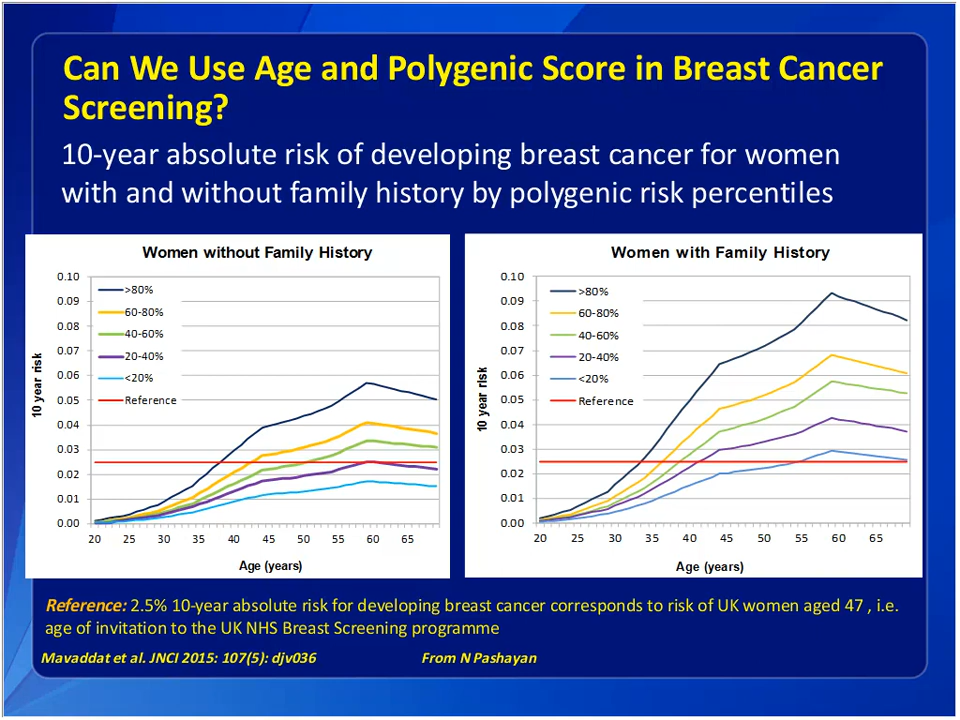 Can We Use Age and Polygenic Score in Breast Cancer
Screening?
10-year absolute risk of developing breast cancer for women
with and without family history by polygenic risk percentiles
Women without Family History
0.10
0.09
0.08
0.07
0.06
0.05
0.04
0.03
0.02
0.01
0.00
10 year risk
>80%
60-80%
40-60%
20-40%
<20%
Reference
20 25 30 35 40 45 50 55 60 65
Age (years)
Women with Family History
0.10
0.09
0.08
0.07
0.06
0.05
0.04
0.03
0.02
0.01
0.00
10 year risk
>80%
60-80%
40-60%
20-40%
<20%
Reference
20 25 30 35 40 45 50 55 60 65
Age (years)
Reference: 2.5% 10-year absolute risk for developing breast cancer corresponds to risk of UK women aged 47 , i.e.
age of invitation to the UK NHS Breast Screening programme
Mavaddat et al. JNCI 2015: 107(5): djv036 From N Pashayan